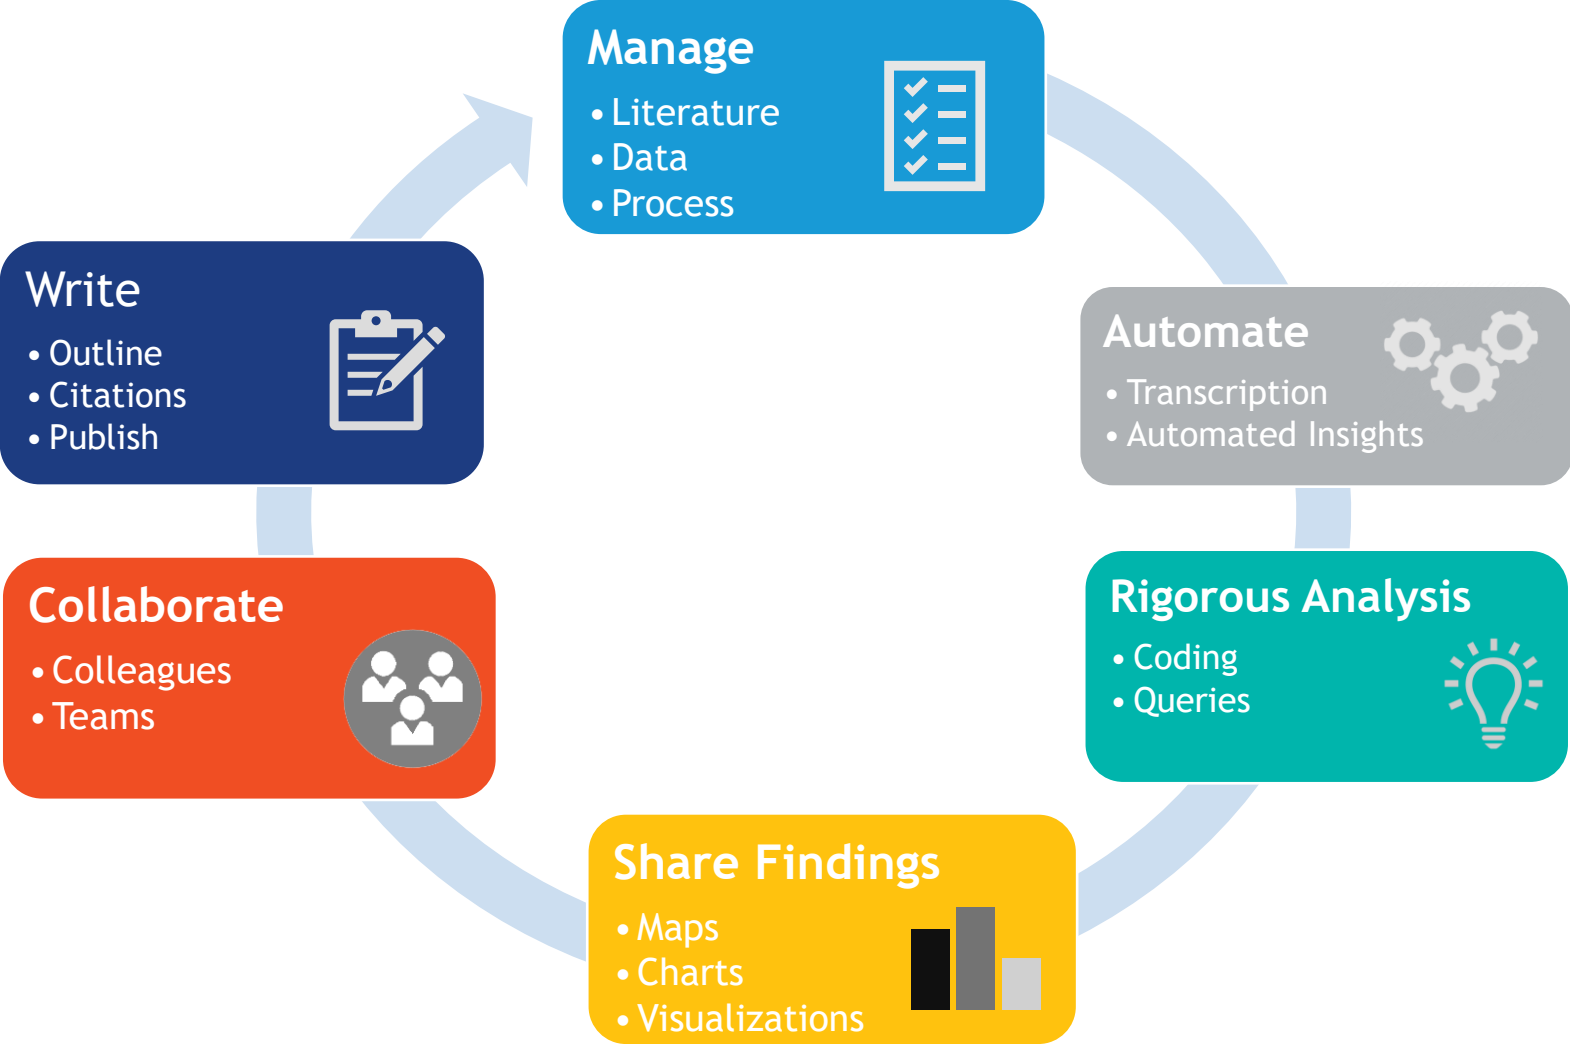 Manage
• Literature
• Data
• Process
Automate
• Transcription
• Automated Insights
Rigorous Analysis
• Coding
• Queries
Share Findings
• Maps
• Charts
• Visualizations
Collaborate
• Colleagues
• Teams
Write
• Outline
• Citations
• Publish